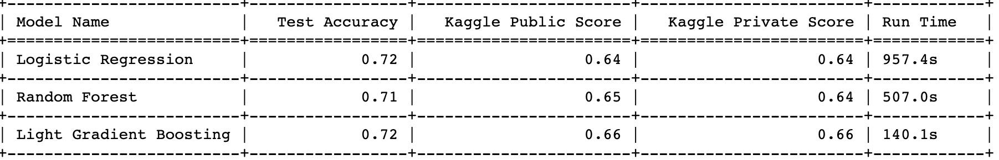 Model Name Test Accuracy Kaggle Public Score Kaggle Private Score Run Time
Logistic Regression 0.72 0.64 0.64 957.4s
Random Forest 0.71 0.65 0.64 507.0s
Light Gradient Boosting 0.72 0.66 0.66 140.1s